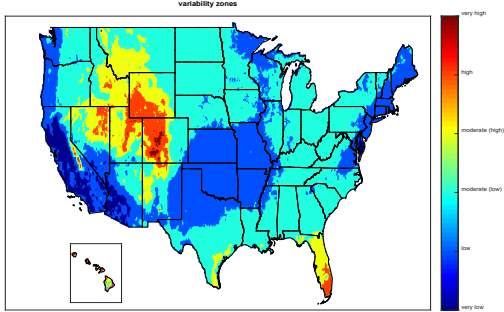 variability zones
very high
high
moderate (high)
moderate (low)
low
very low